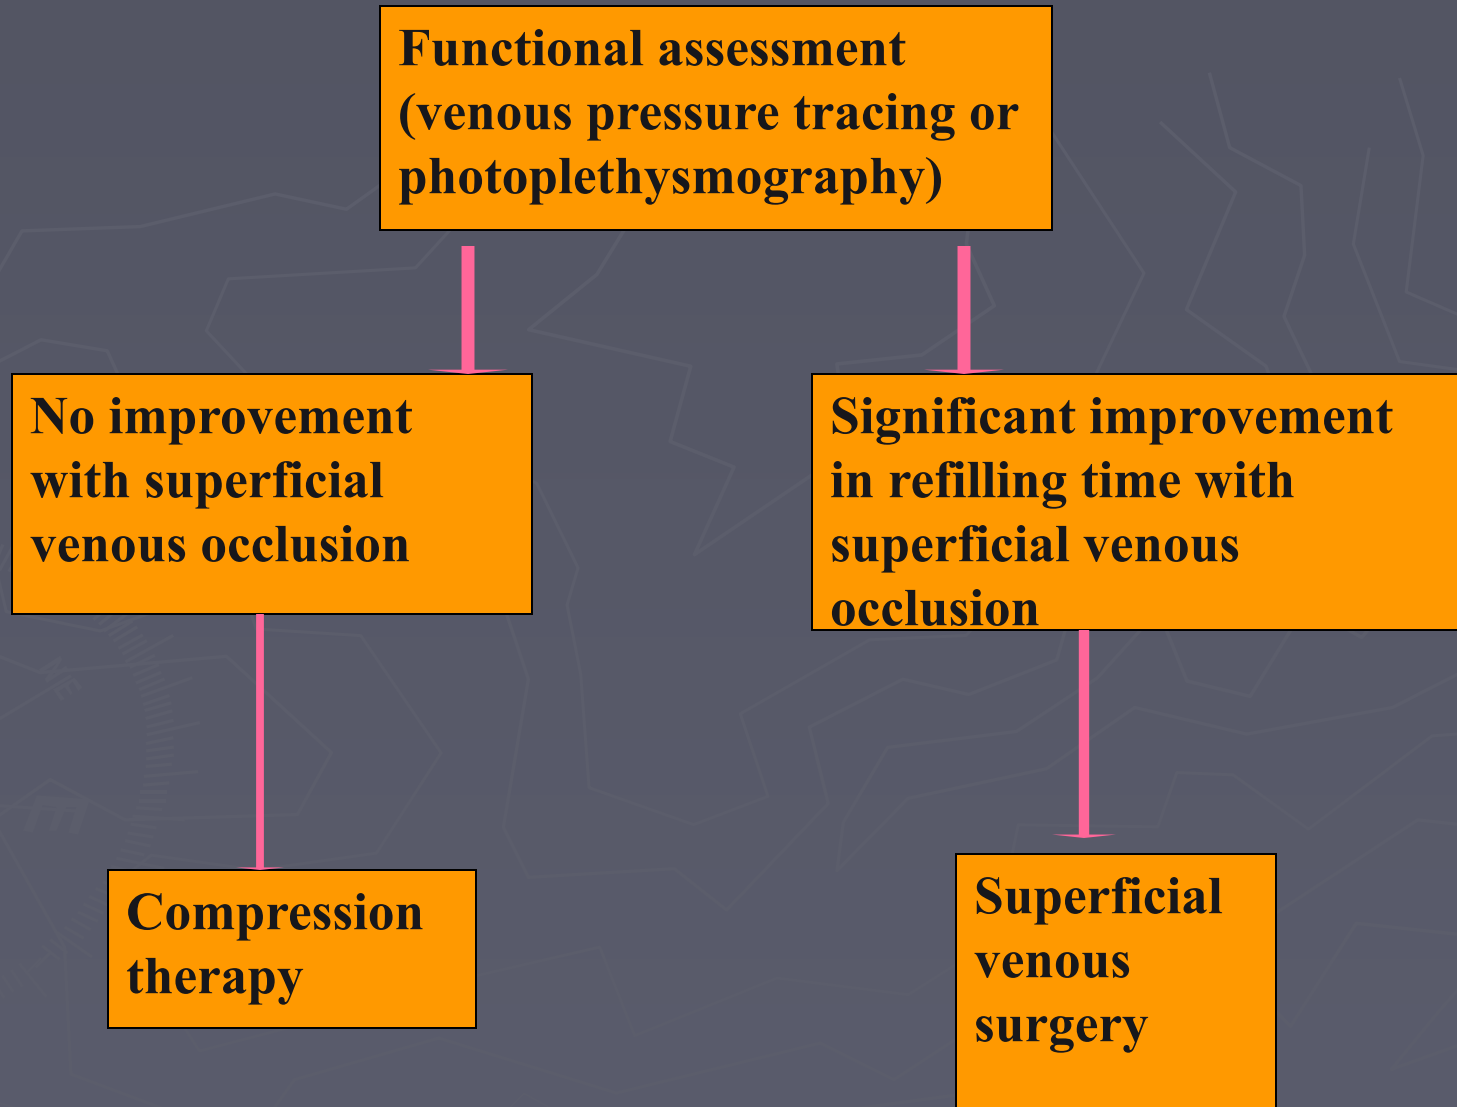 Functional assessment
(venous pressure tracing or
photoplethysmography)
No improvement
with superficial
venous occlusion
Significant improvement
in refilling time with
superficial venous
occlusion
Compression
therapy
Superficial
venous
surgery